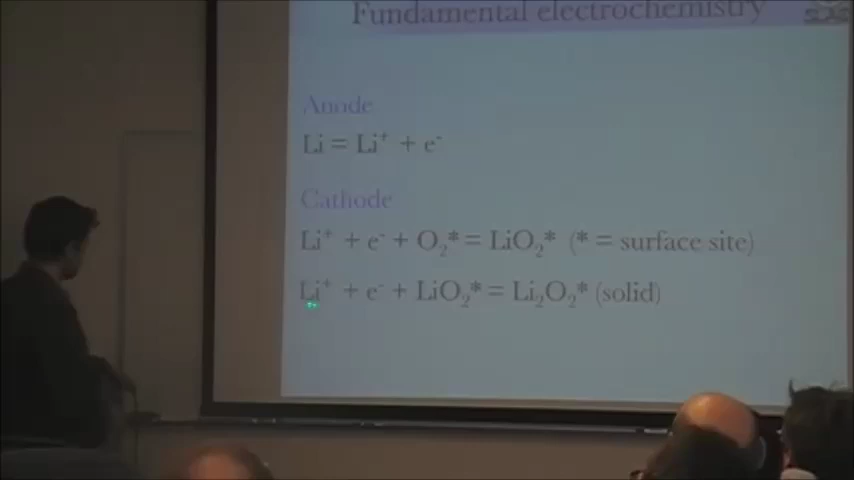 Fundamental electrochemistry
Anode
Li = Li⁺ + e⁻
Cathode
Li⁺ + e⁻ + O₂* = LiO₂* (* = surface site)
Li⁺ + e⁻ + LiO₂* = Li₂O₂* (solid)